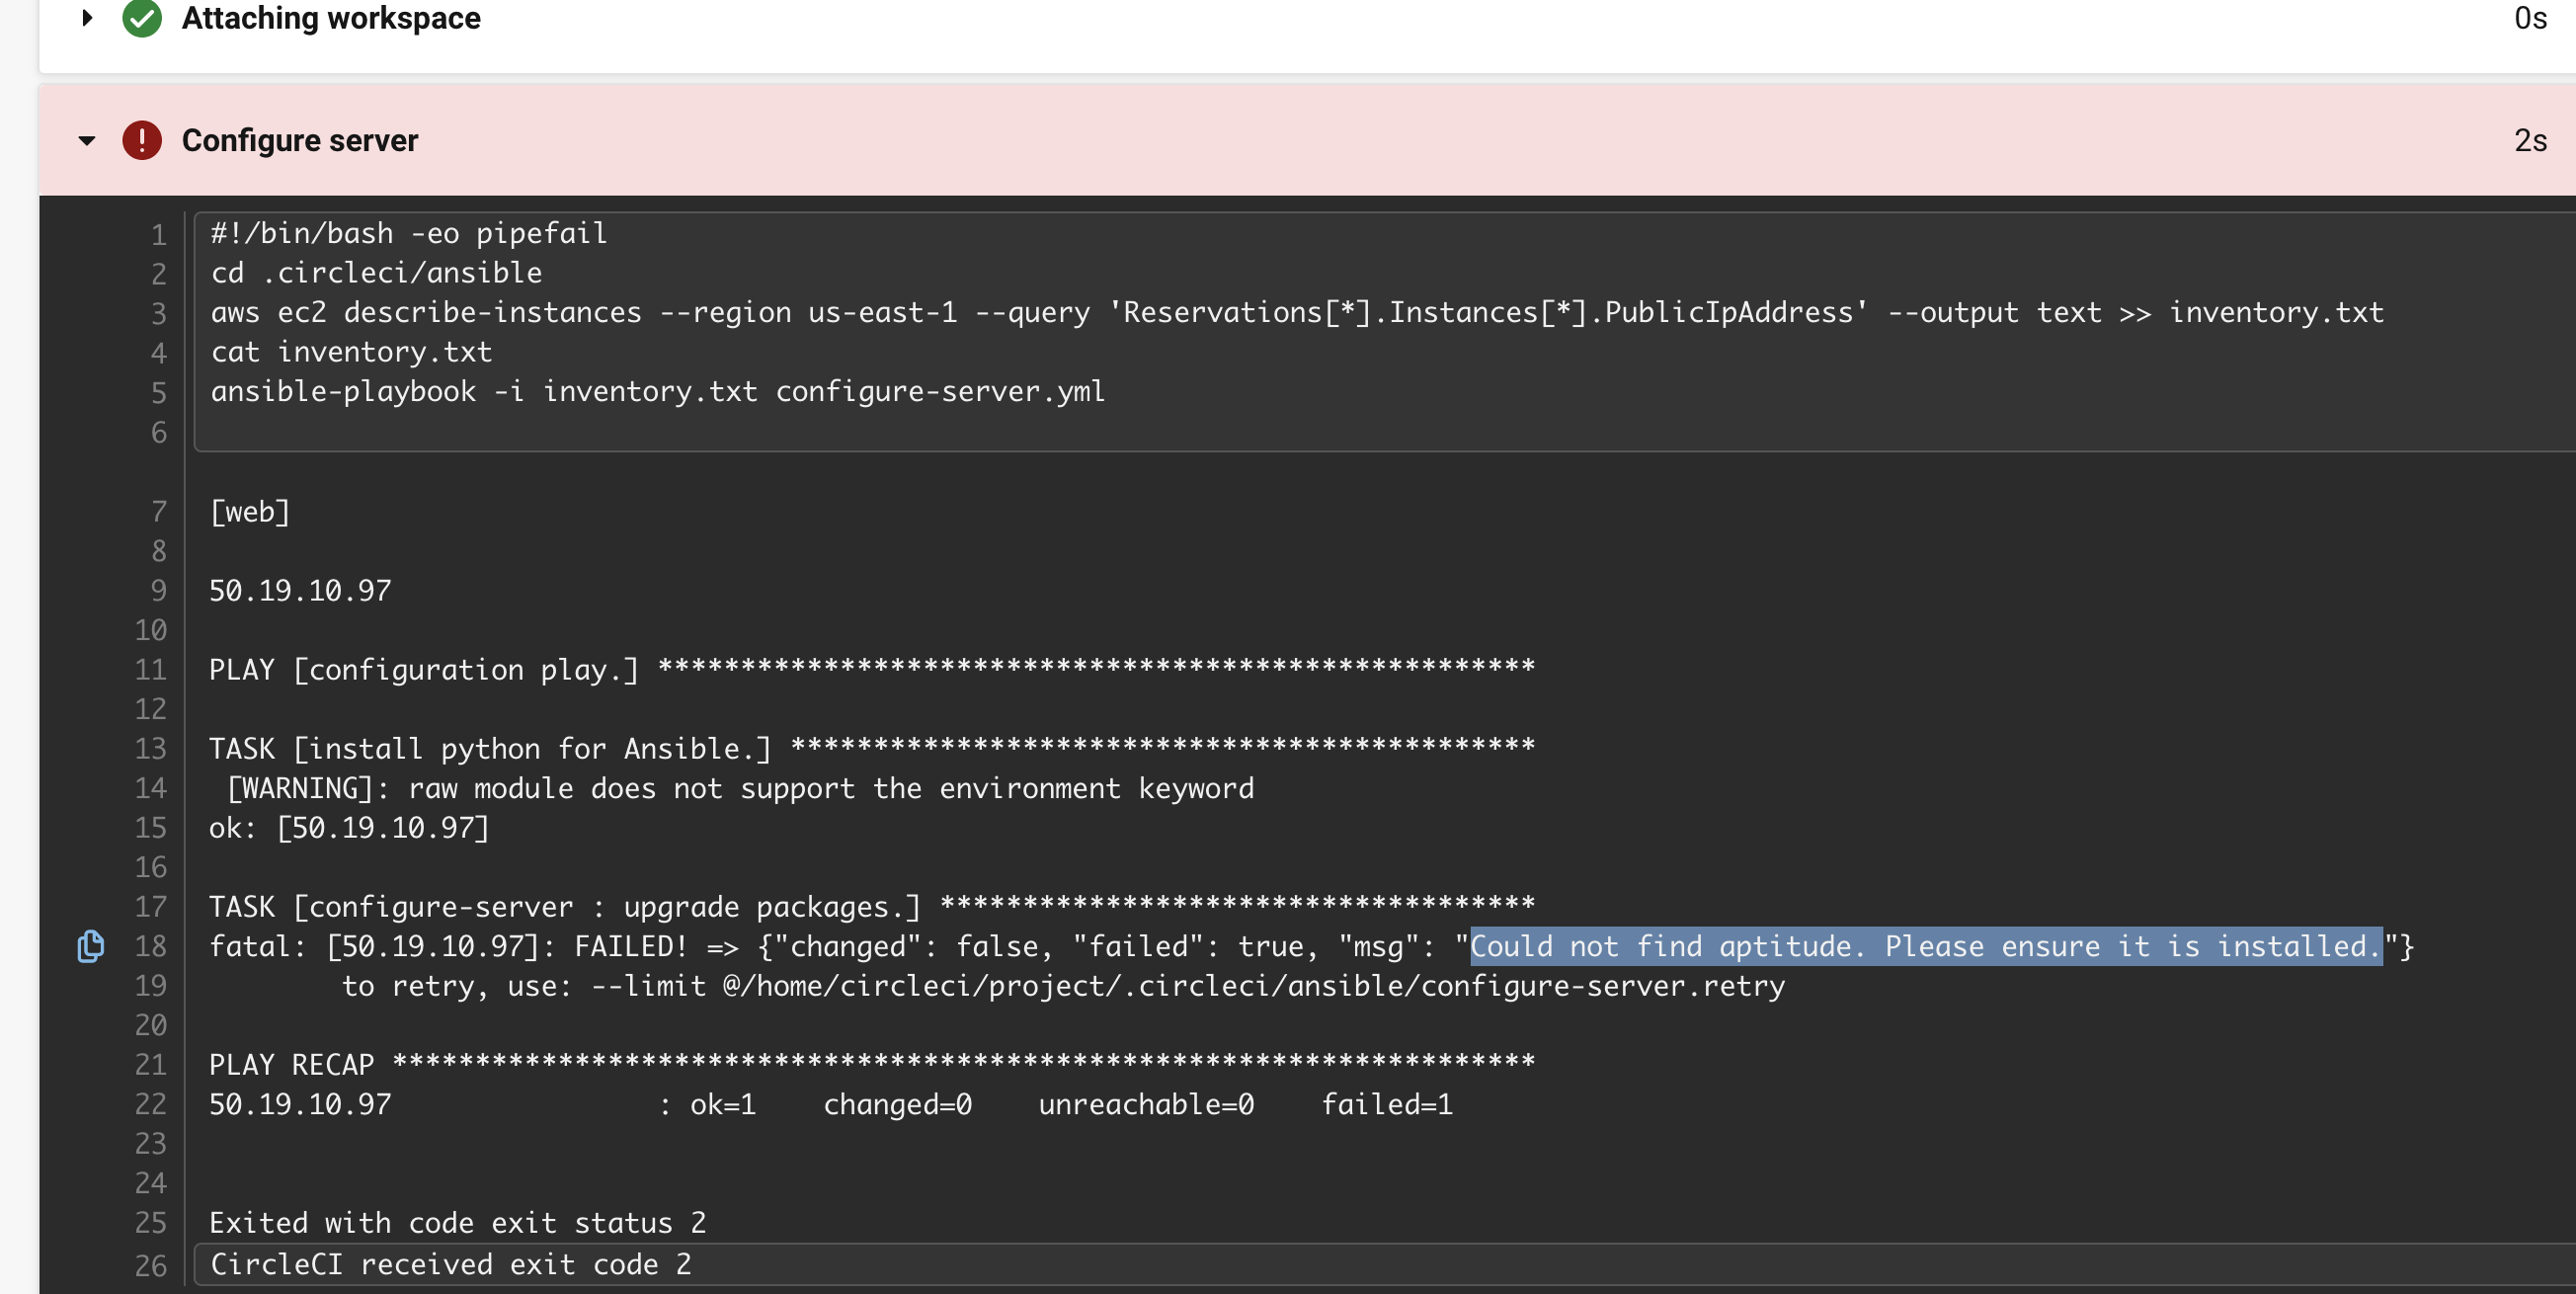 Attaching workspace 0s
Configure server 2s
1 #!/bin/bash -eo pipefail
2 cd .circleci/ansible
3 aws ec2 describe-instances --region us-east-1 --query 'Reservations[*].Instances[*].PublicIpAddress' --output text >> inventory.txt
4 cat inventory.txt
5 ansible-playbook -i inventory.txt configure-server.yml
6
7 [web]
8
9 50.19.10.97
10
11 PLAY [configuration play.] *****************************************************
12
13 TASK [install python for Ansible.] *********************************************
14  [WARNING]: raw module does not support the environment keyword
15 ok: [50.19.10.97]
16
17 TASK [configure-server : upgrade packages.] ************************************
18 fatal: [50.19.10.97]: FAILED! => {"changed": false, "failed": true, "msg": "Could not find aptitude. Please ensure it is installed."}
19         to retry, use: --limit @/home/circleci/project/.circleci/ansible/configure-server.retry
20
21 PLAY RECAP *********************************************************************
22 50.19.10.97                : ok=1    changed=0    unreachable=0    failed=1
23
24
25 Exited with code exit status 2
26 CircleCI received exit code 2